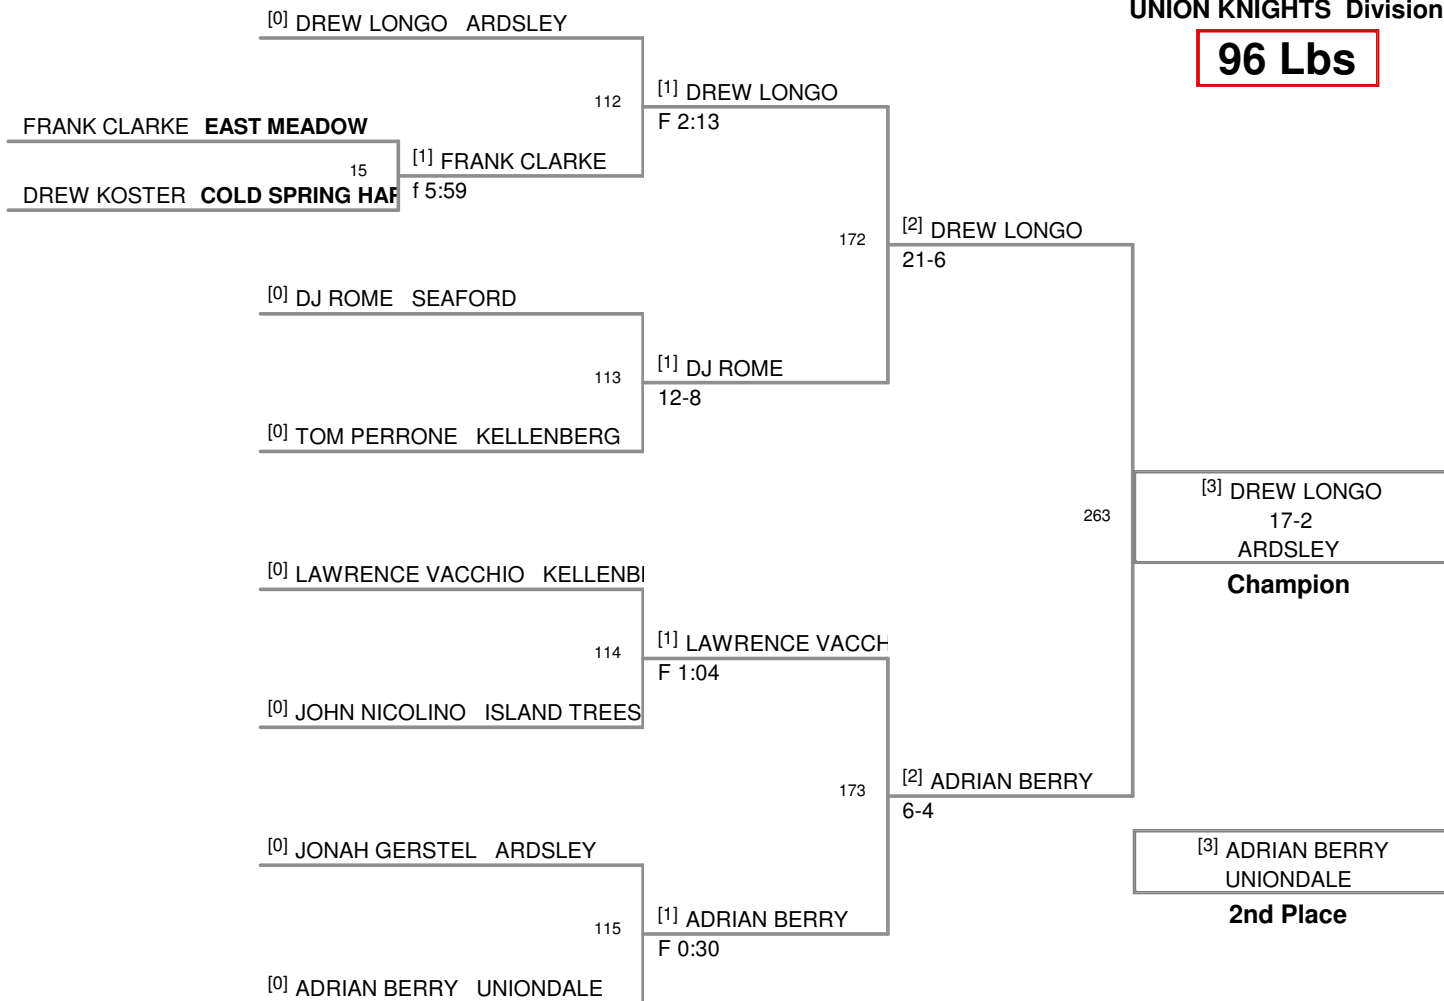 UNION KNIGHTS Division
96 Lbs
[0] DREW LONGO ARDSLEY
112
[1] DREW LONGO
F 2:13
FRANK CLARKE EAST MEADOW
15
[1] FRANK CLARKE
f 5:59
DREW KOSTER COLD SPRING HAR
172
[2] DREW LONGO
21-6
[0] DJ ROME SEAFORD
113
[1] DJ ROME
12-8
[0] TOM PERRONE KELLENBERG
263
[3] DREW LONGO
17-2
ARDSLEY
Champion
[0] LAWRENCE VACCHIO KELLENB
114
[1] LAWRENCE VACCH
F 1:04
[0] JOHN NICOLINO ISLAND TREES
173
[2] ADRIAN BERRY
6-4
[0] JONAH GERSTEL ARDSLEY
115
[1] ADRIAN BERRY
F 0:30
[0] ADRIAN BERRY UNIONDALE
[3] ADRIAN BERRY
UNIONDALE
2nd Place